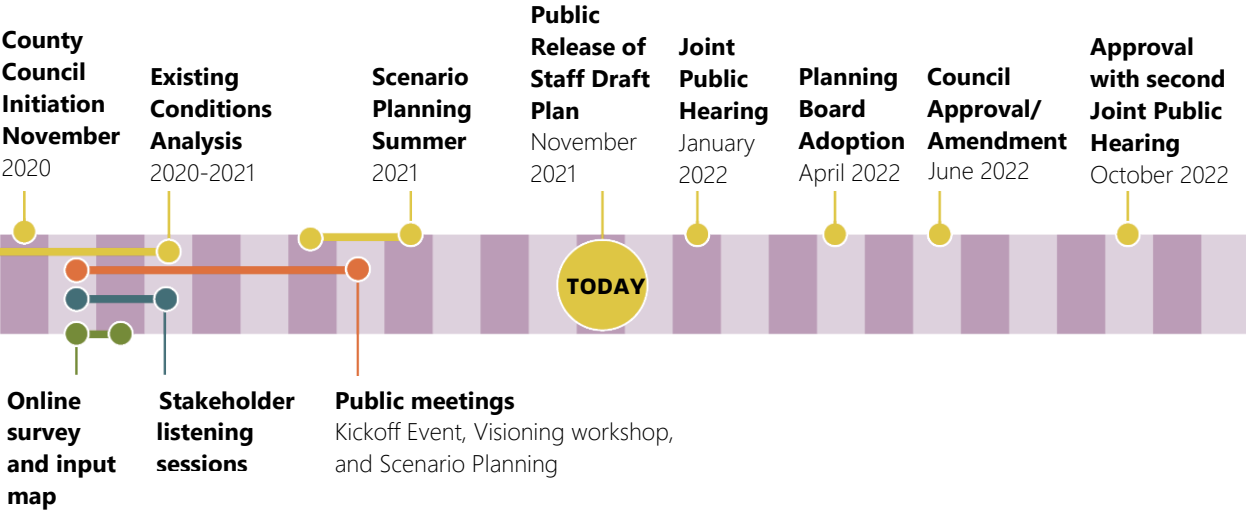 County
Council
Initiation
November
2020
Existing
Conditions
Analysis
2020-2021
Scenario
Planning
Summer
2021
Public
Release of
Staff Draft
Plan
November
2021
Joint
Public
Hearing
January
2022
Planning
Board
Adoption
April 2022
Council
Approval/
Amendment
June 2022
Approval
with second
Joint Public
Hearing
October 2022
TODAY
Online
survey
and input
map
Stakeholder
listening
sessions
Public meetings
Kickoff Event, Visioning workshop,
and Scenario Planning